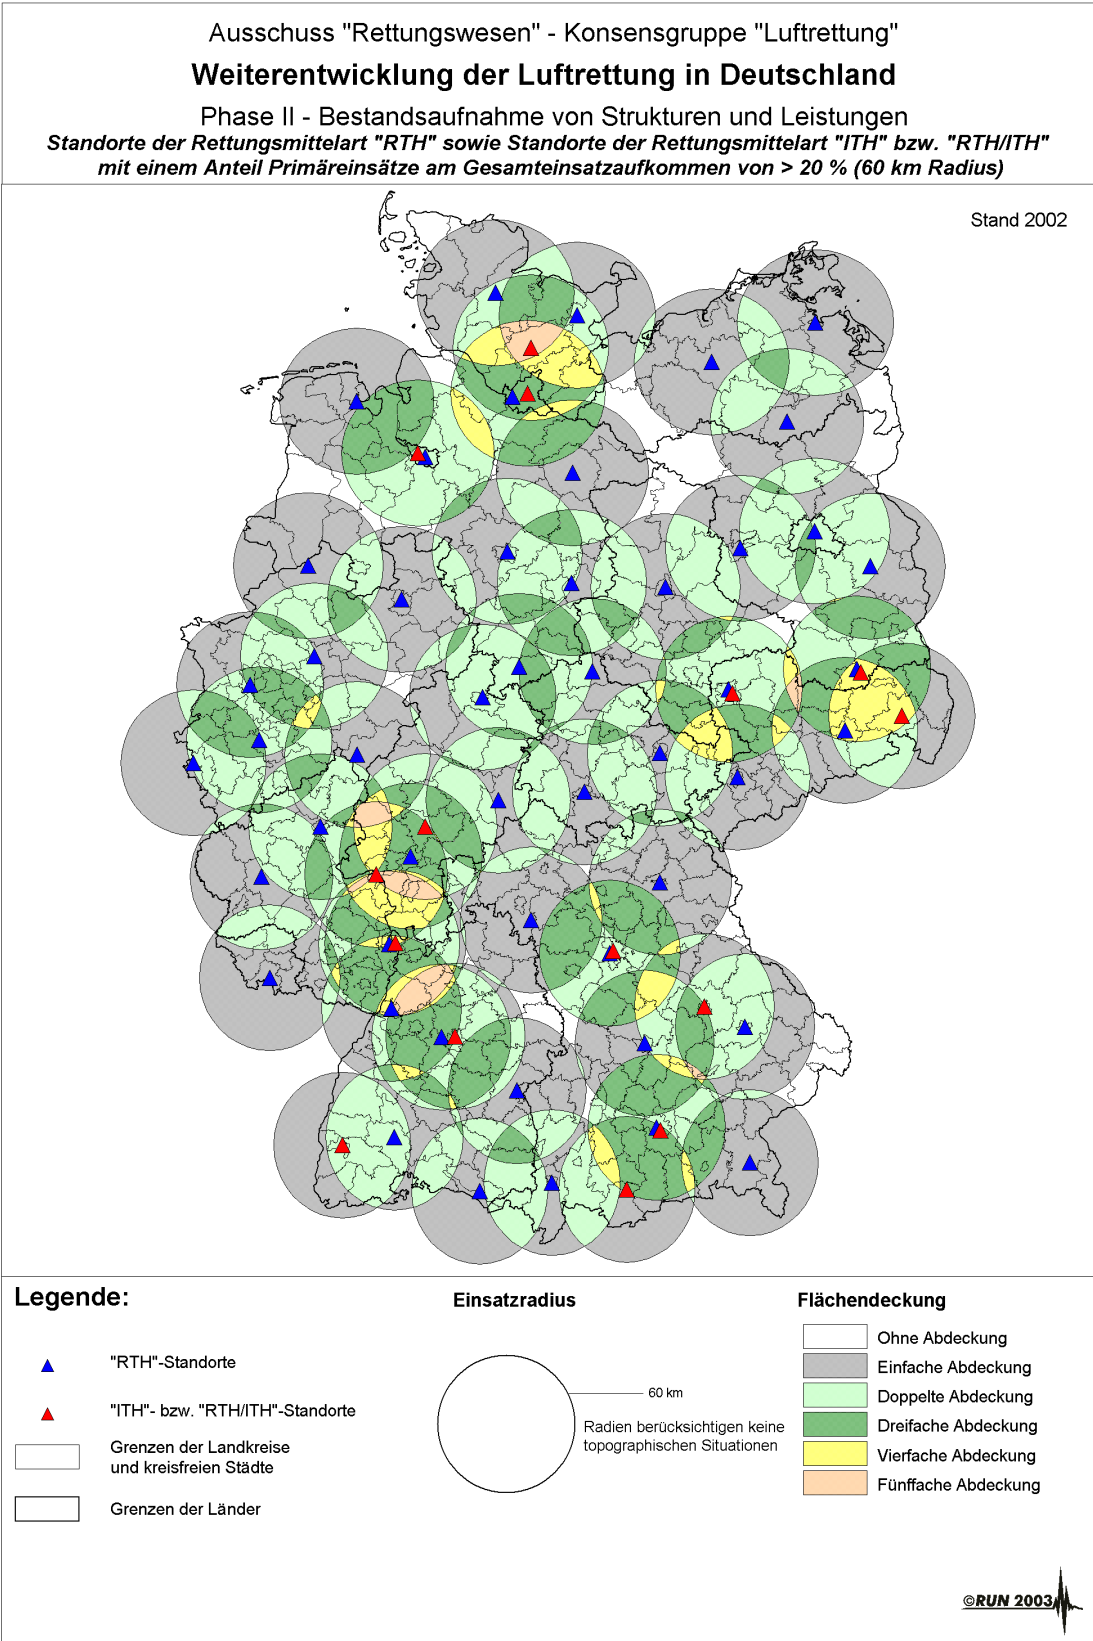 Ausschuss "Rettungswesen" - Konsensgruppe "Luftrettung"
Weiterentwicklung der Luftrettung in Deutschland
Phase II - Bestandsaufnahme von Strukturen und Leistungen
Standorte der Rettungsmittelart "RTH" sowie Standorte der Rettungsmittelart "ITH" bzw. "RTH/ITH"
mit einem Anteil Primäreinsätze am Gesamteinsatzaufkommen von > 20 % (60 km Radius)
Stand 2002
Legende:
"RTH"-Standorte
"ITH"- bzw. "RTH/ITH"-Standorte
Grenzen der Landkreise
und kreisfreien Städte
Grenzen der Länder
Einsatzradius
60 km
Radien berücksichtigen keine
topographischen Situationen
Flächendeckung
Ohne Abdeckung
Einfache Abdeckung
Doppelte Abdeckung
Dreifache Abdeckung
Vierfache Abdeckung
Fünffache Abdeckung
©RUN 2003